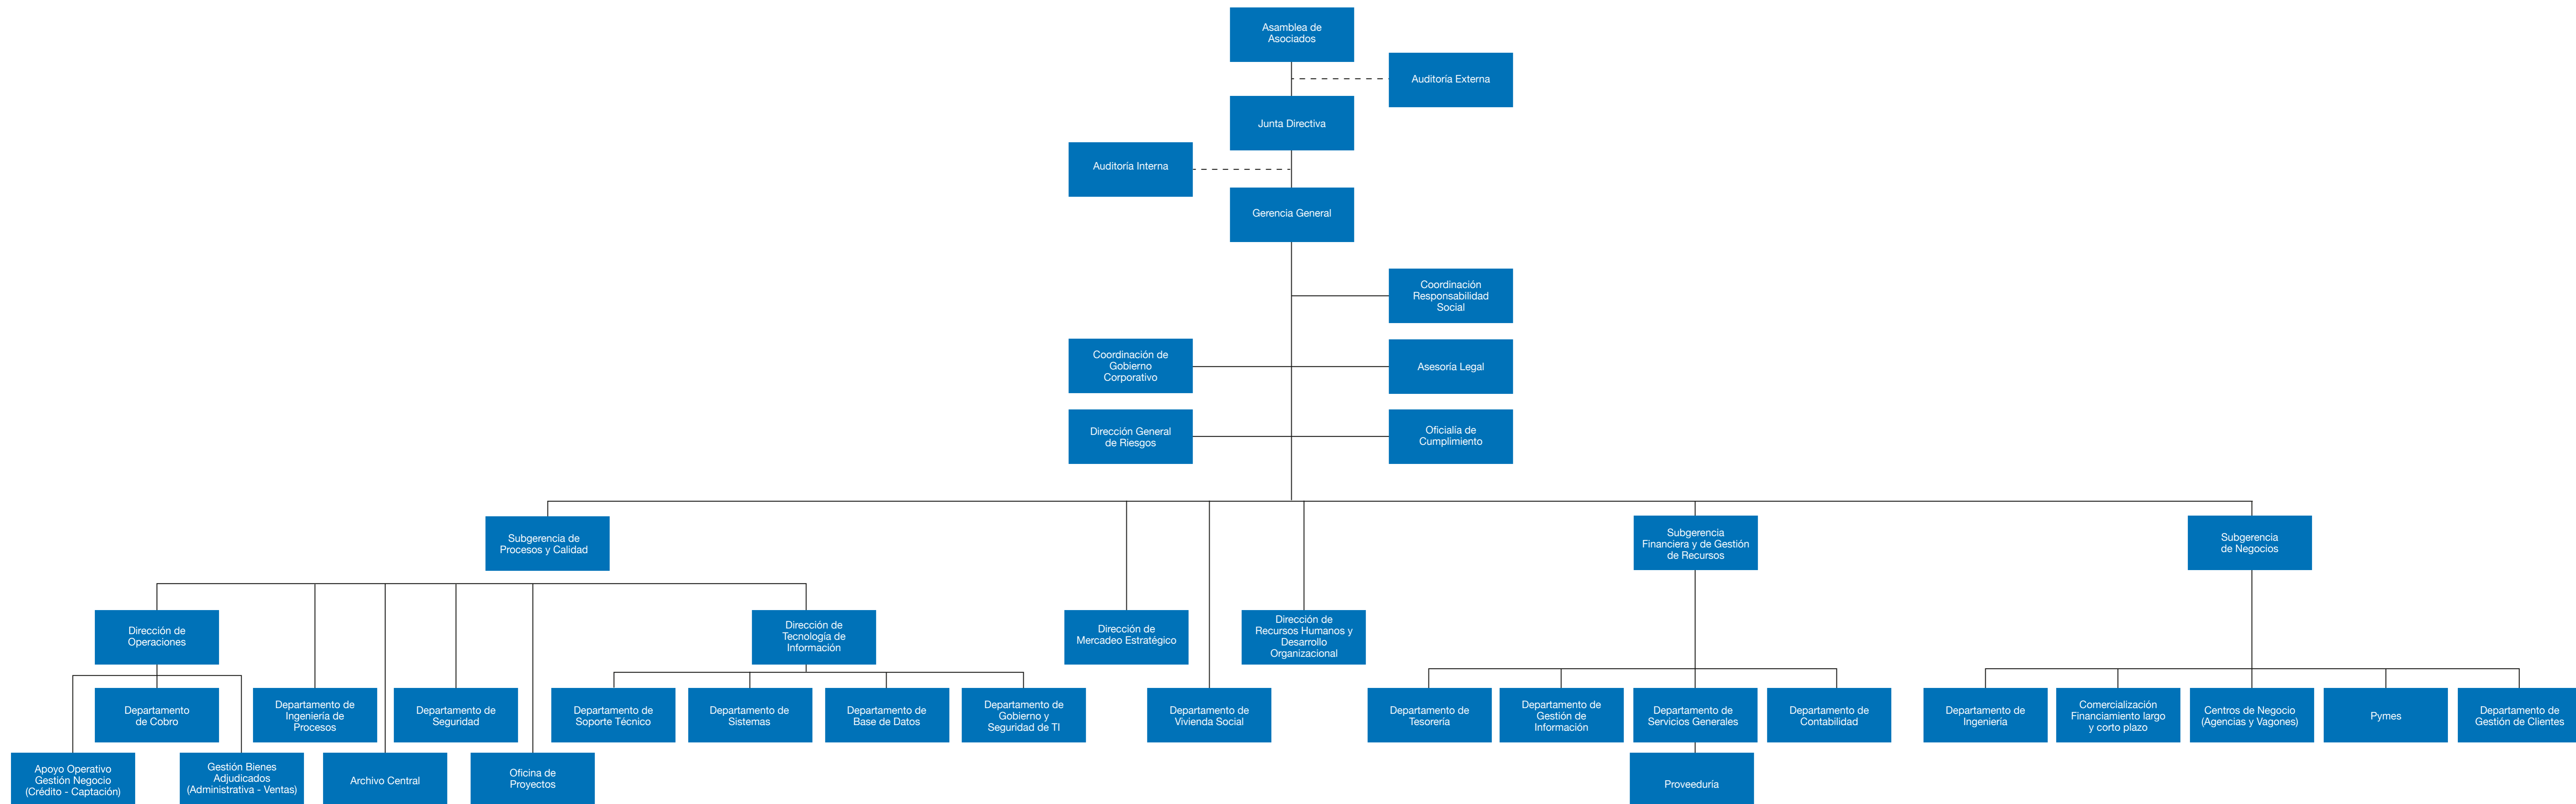 Asamblea de
Asociados
Auditoría Externa
Junta Directiva
Auditoría Interna
Gerencia General
Coordinación
Responsabilidad
Social
Coordinación de
Gobierno
Corporativo
Asesoría Legal
Dirección General
de Riesgos
Oficialía de
Cumplimiento
Subgerencia de
Procesos y Calidad
Subgerencia
Financiera y de Gestión
de Recursos
Subgerencia
de Negocios
Dirección de
Operaciones
Dirección de
Tecnología de
Información
Dirección de
Mercadeo Estratégico
Dirección de
Recursos Humanos y
Desarrollo
Organizacional
Departamento
de Cobro
Departamento de
Ingeniería de
Procesos
Departamento de
Seguridad
Departamento de
Soporte Técnico
Departamento de
Sistemas
Departamento de
Base de Datos
Departamento de
Gobierno y
Seguridad de TI
Departamento de
Vivienda Social
Departamento de
Tesorería
Departamento de
Gestión de
Información
Departamento de
Servicios Generales
Departamento de
Contabilidad
Departamento de
Ingeniería
Comercialización
Financiamiento largo
y corto plazo
Centros de Negocio
(Agencias y Vagones)
Pymes
Departamento de
Gestión de Clientes
Apoyo Operativo
Gestión Negocio
(Crédito - Captación)
Gestión Bienes
Adjudicados
(Administrativa - Ventas)
Archivo Central
Oficina de
Proyectos
Proveeduría